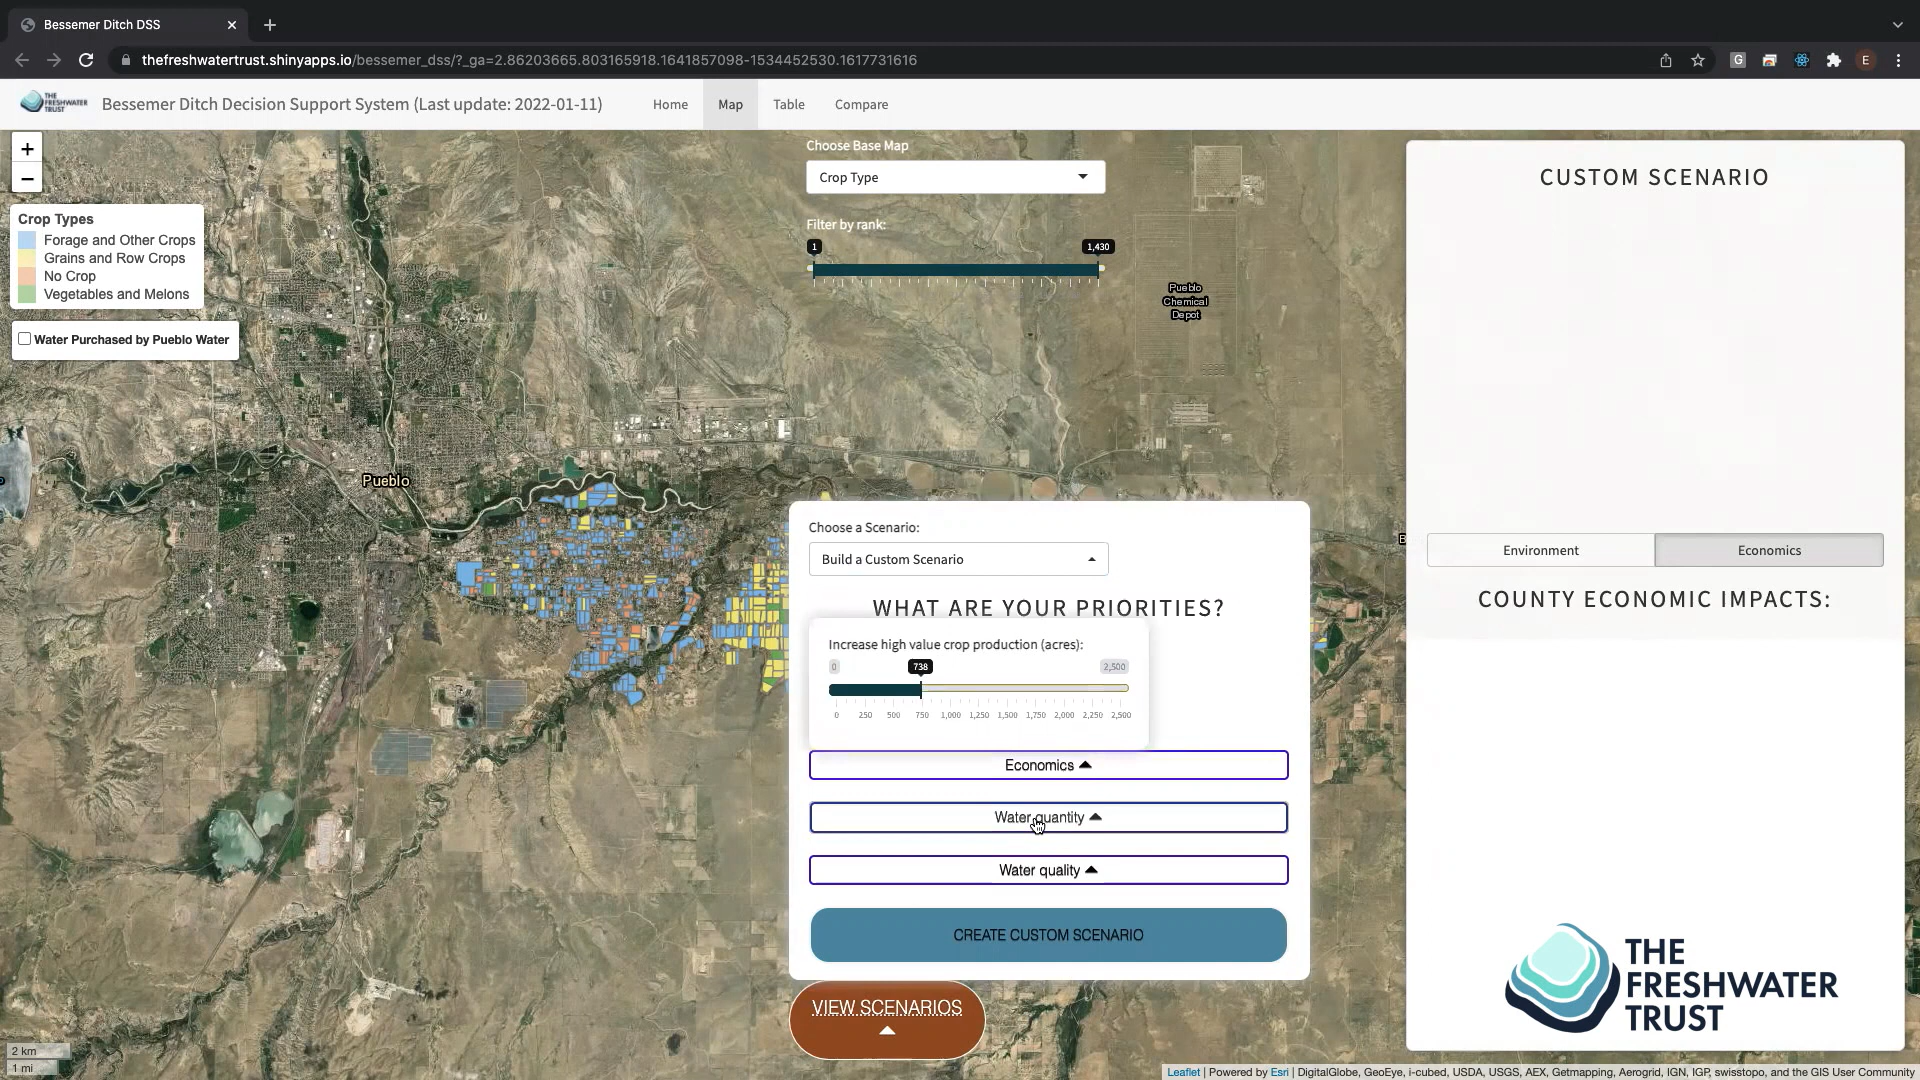 Bessemer Ditch DSS
thefreshwatertrust.shinyapps.io/bessemer_dss/?_ga=2.86203665.803165918.1641857098-1534452530.1617731616
G
E
THE FRESHWATER TRUST
Bessemer Ditch Decision Support System (Last update: 2022-01-11)
Home
Map
Table
Compare
+
−
Crop Types
Forage and Other Crops
Grains and Row Crops
No Crop
Vegetables and Melons
Water Purchased by Pueblo Water
Choose Base Map
Crop Type
Filter by rank:
1
1,430
Pueblo
Chemical
Depot
Pueblo
Choose a Scenario:
Build a Custom Scenario
WHAT ARE YOUR PRIORITIES?
Increase high value crop production (acres):
0
738
2,500
0 250 500 750 1,000 1,250 1,500 1,750 2,000 2,250 2,500
Economics
Water quantity
Water quality
CREATE CUSTOM SCENARIO
VIEW SCENARIOS
CUSTOM SCENARIO
Environment
Economics
COUNTY ECONOMIC IMPACTS:
THE
FRESHWATER
TRUST
2 km
1 mi
Leaflet | Powered by Esri | DigitalGlobe, GeoEye, i-cubed, USDA, USGS, AEX, Getmapping, Aerogrid, IGN, IGP, swisstopo, and the GIS User Community